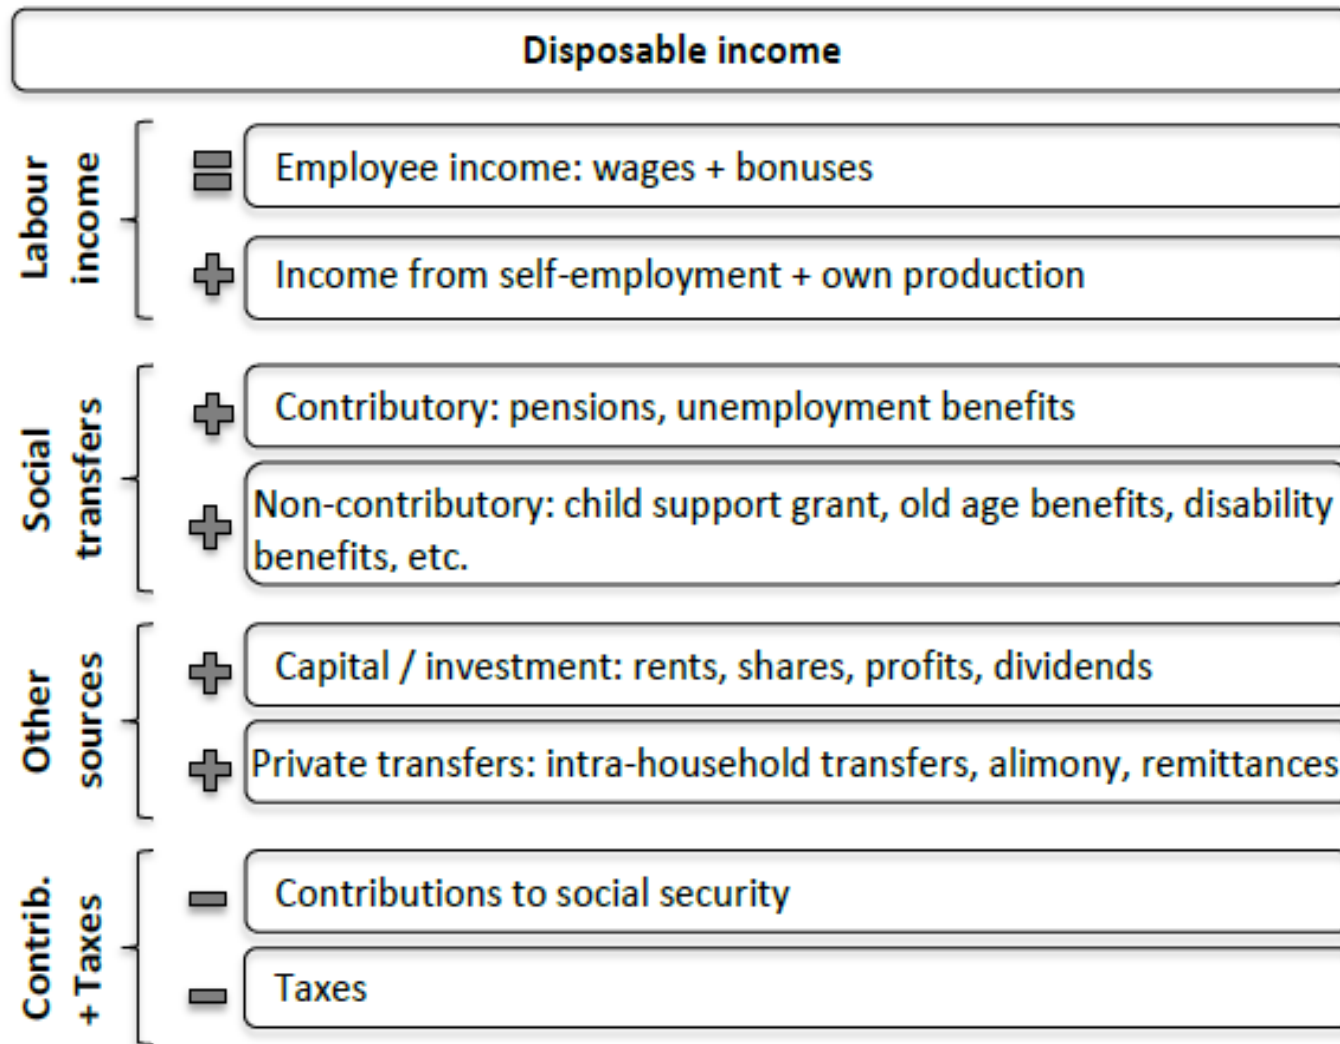 Disposable income
Labour
income
Employee income: wages + bonuses
Income from self-employment + own production
Social
transfers
Contributory: pensions, unemployment benefits
Non-contributory: child support grant, old age benefits, disability
benefits, etc.
Other
sources
Capital / investment: rents, shares, profits, dividends
Private transfers: intra-household transfers, alimony, remittances
Contrib.
+ Taxes
Contributions to social security
Taxes